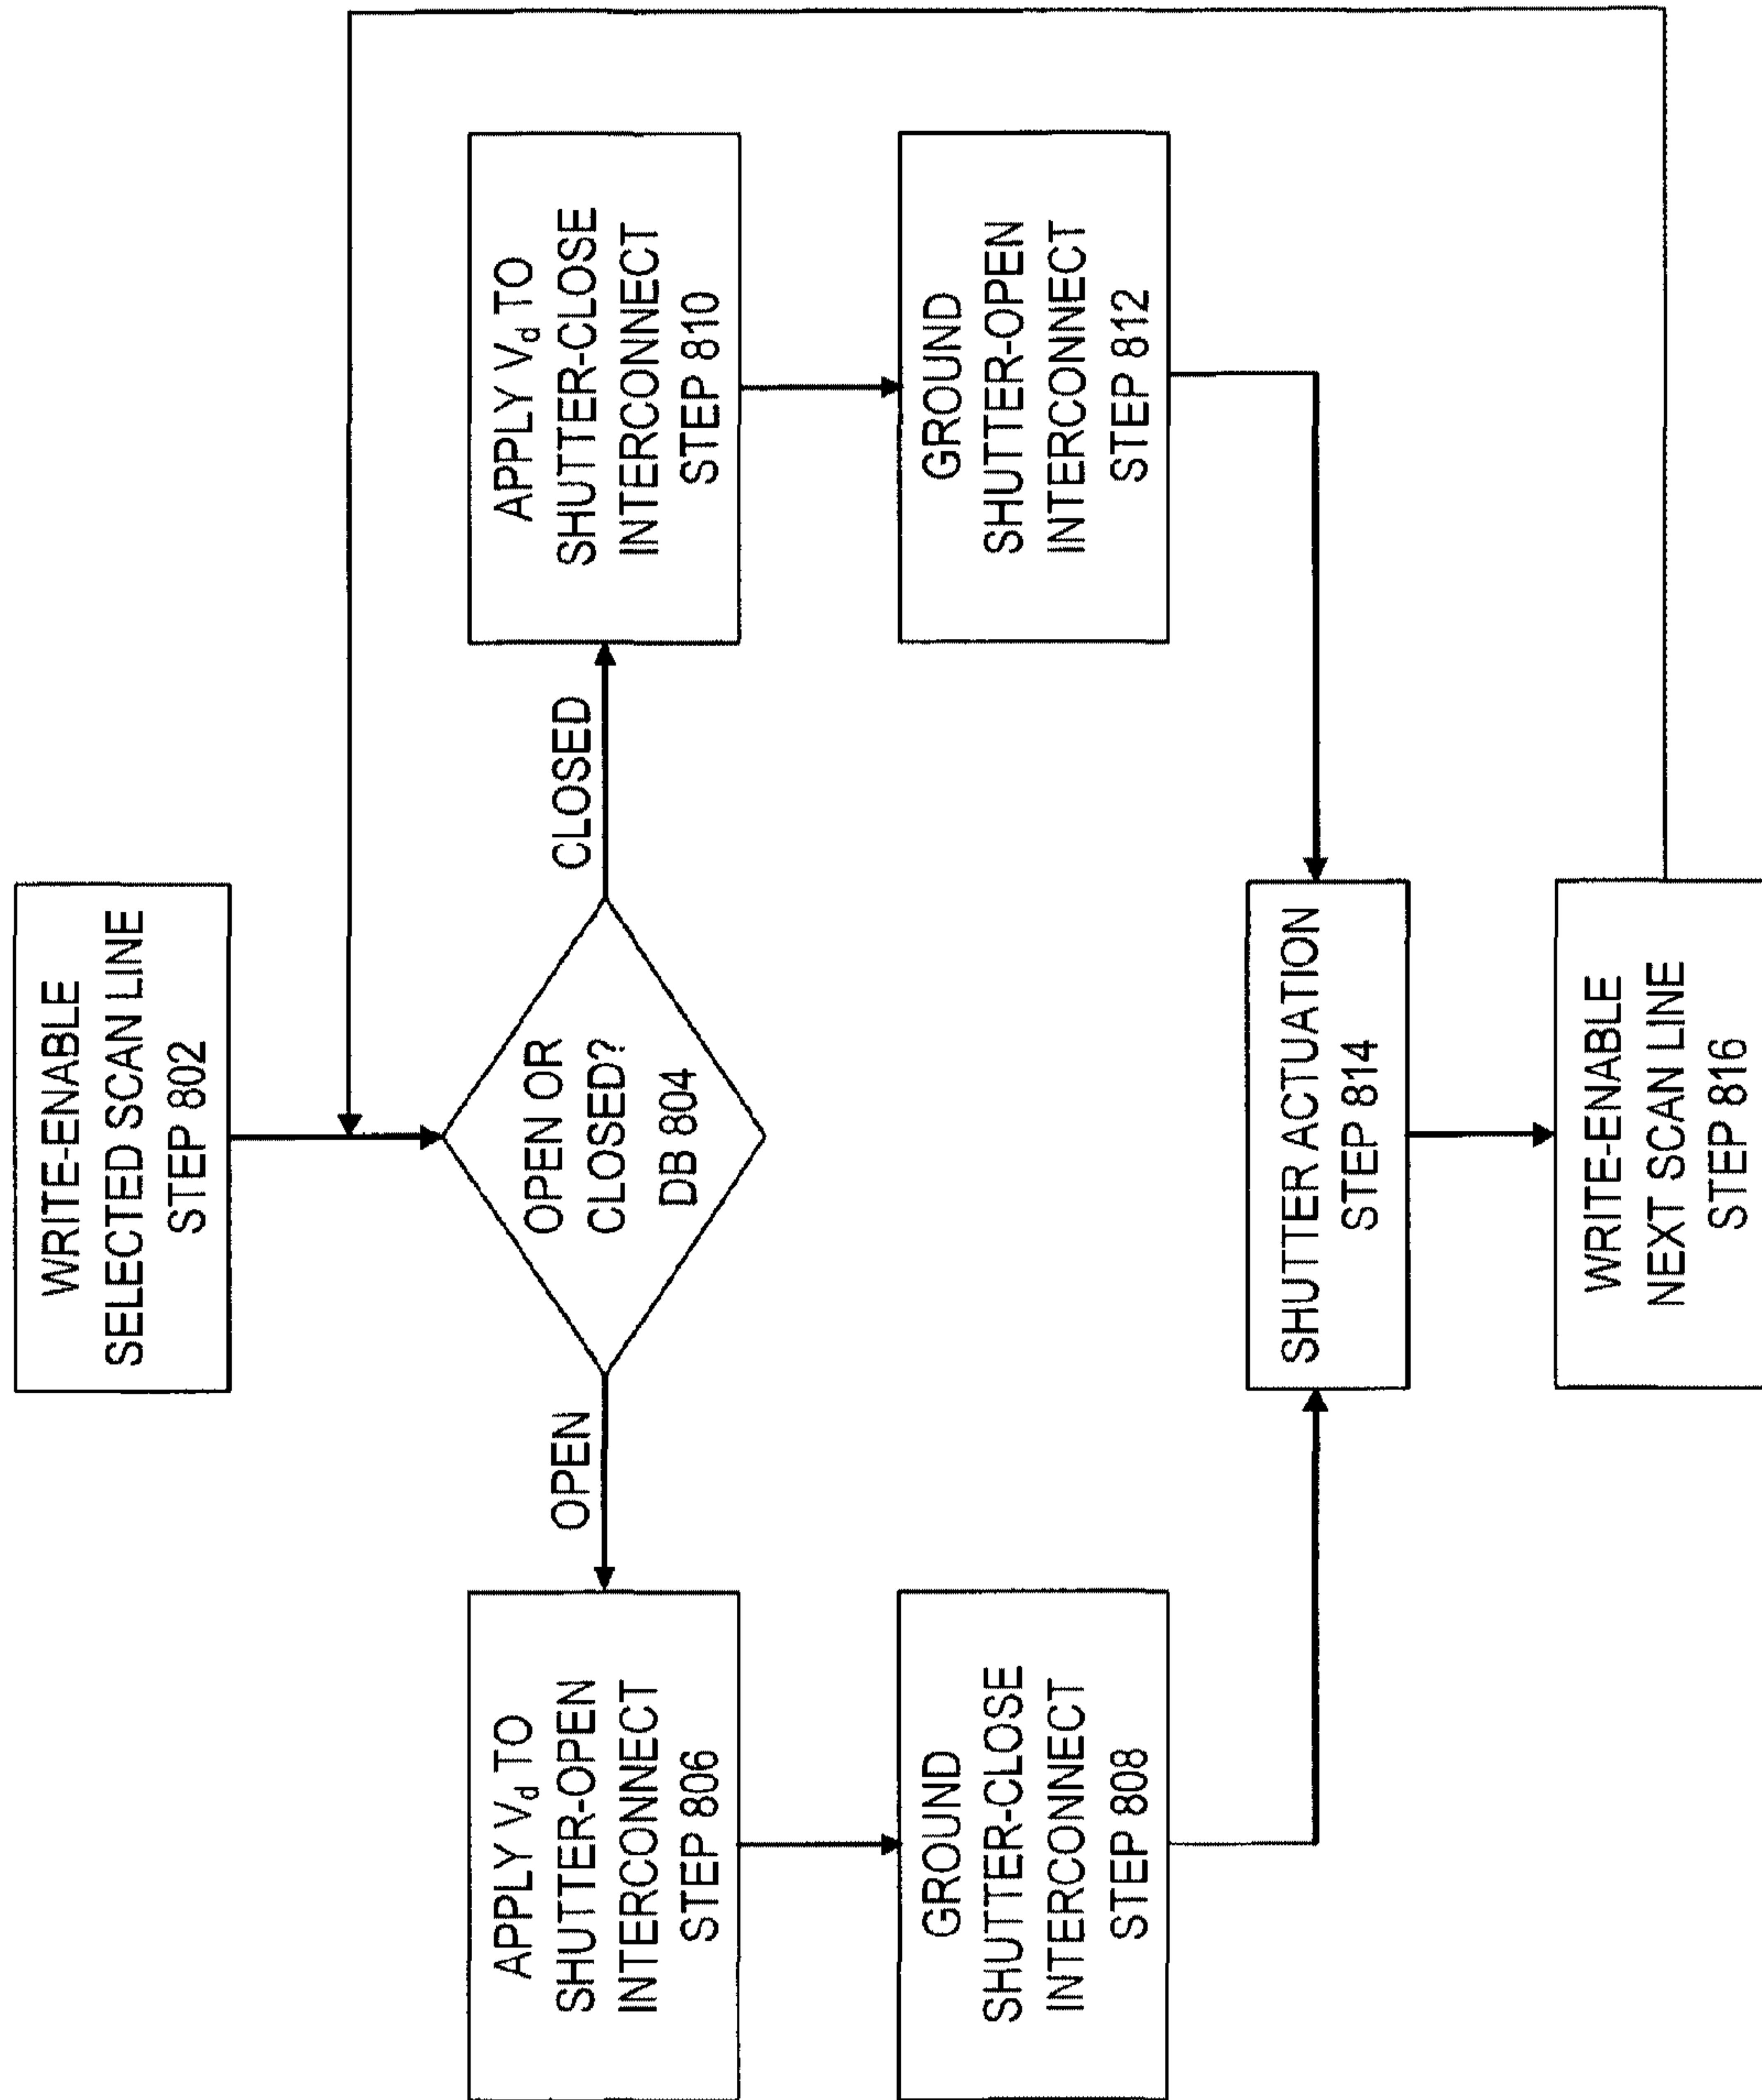 WRITE-ENABLE
SELECTED SCAN LINE
STEP 802
OPEN OR
CLOSED?
DB 804
OPEN
CLOSED
APPLY Vd TO
SHUTTER-OPEN
INTERCONNECT
STEP 806
APPLY Vd TO
SHUTTER-CLOSE
INTERCONNECT
STEP 810
GROUND
SHUTTER-CLOSE
INTERCONNECT
STEP 808
GROUND
SHUTTER-OPEN
INTERCONNECT
STEP 812
SHUTTER ACTUATION
STEP 814
WRITE-ENABLE
NEXT SCAN LINE
STEP 816